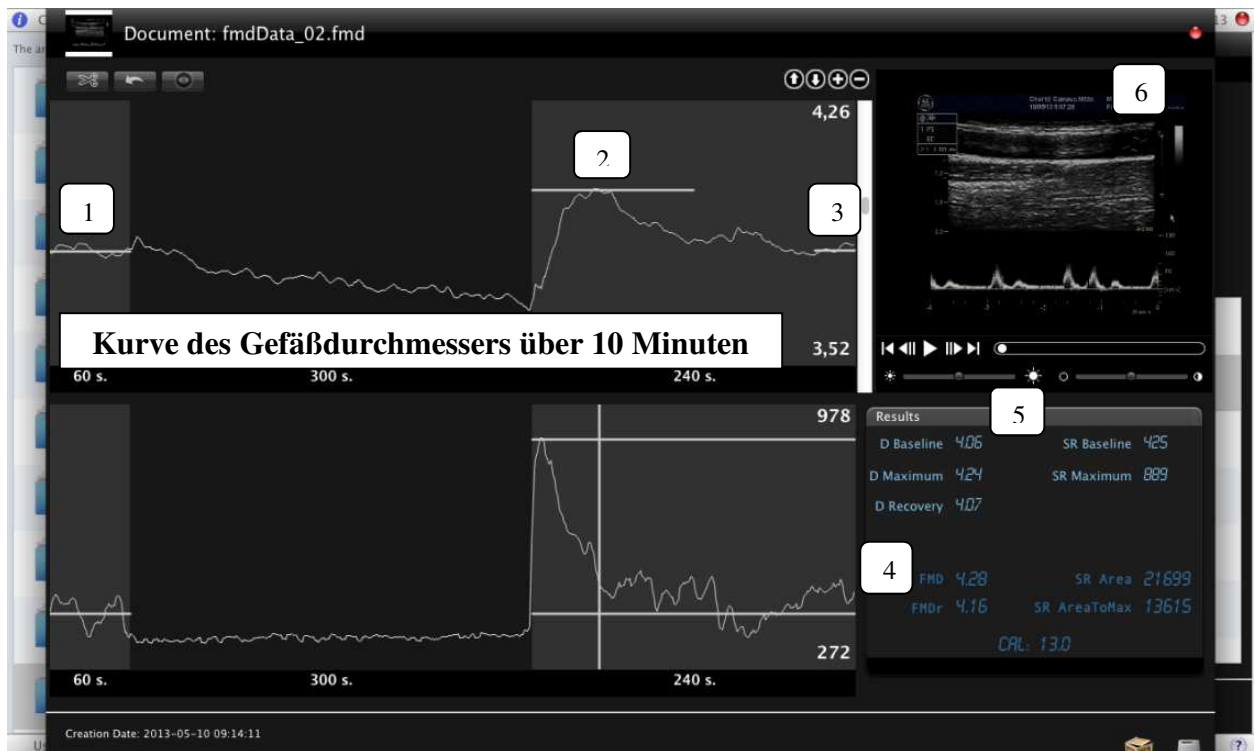 13
The
Document: fmdData_02.fmd
4,26
6
2
1
3
Kurve des Gefäßdurchmessers über 10 Minuten
3,52
60 s.
300 s.
240 s.
978
5
Results
D Baseline 4.06 SR Baseline 425
D Maximum 4.24 SR Maximum 889
D Recovery 4.07
4
FMD 4.28 SR Area 21699
FMDr 4.16 SR AreaToMax 13615
CAL: 13.0
272
60 s.
300 s.
240 s.
Creation Date: 2013-05-10 09:14:11